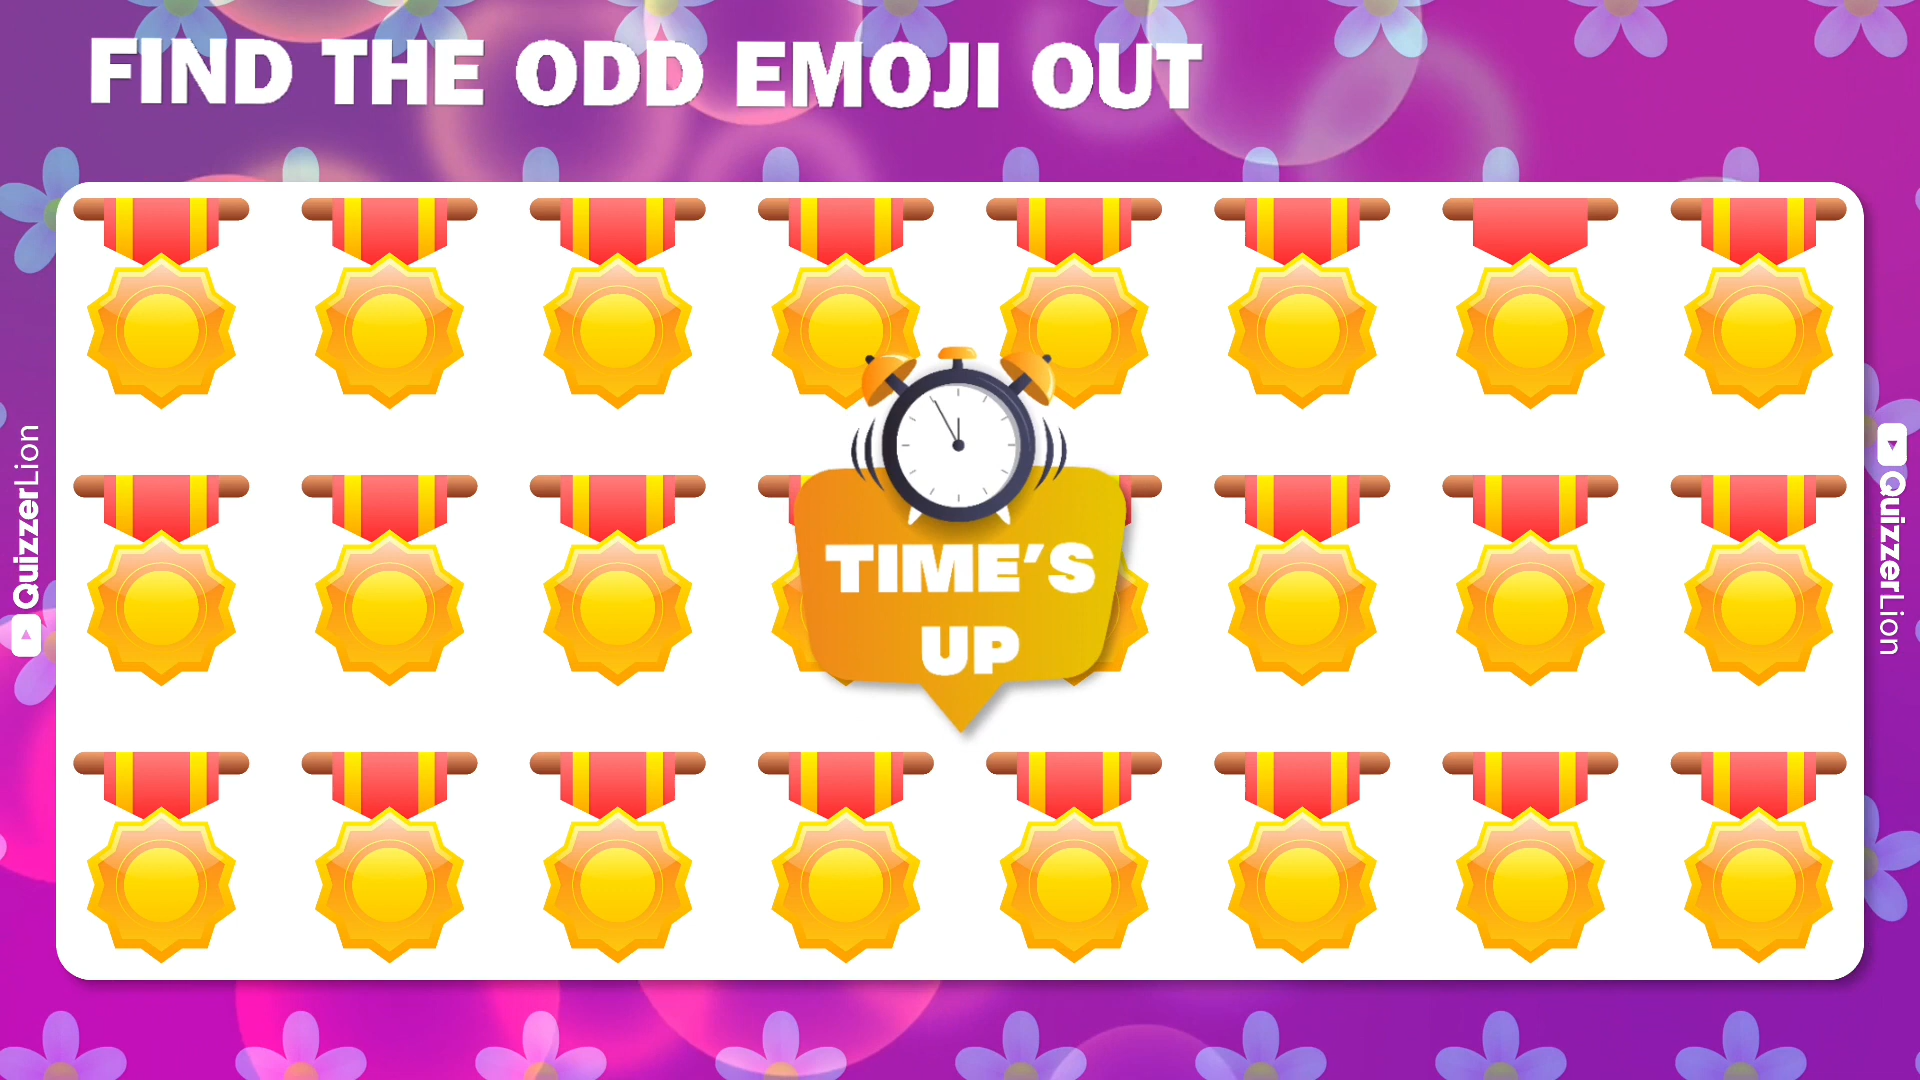 FIND THE ODD EMOJI OUT
QuizzerLion
QuizzerLion
TIME'S
UP